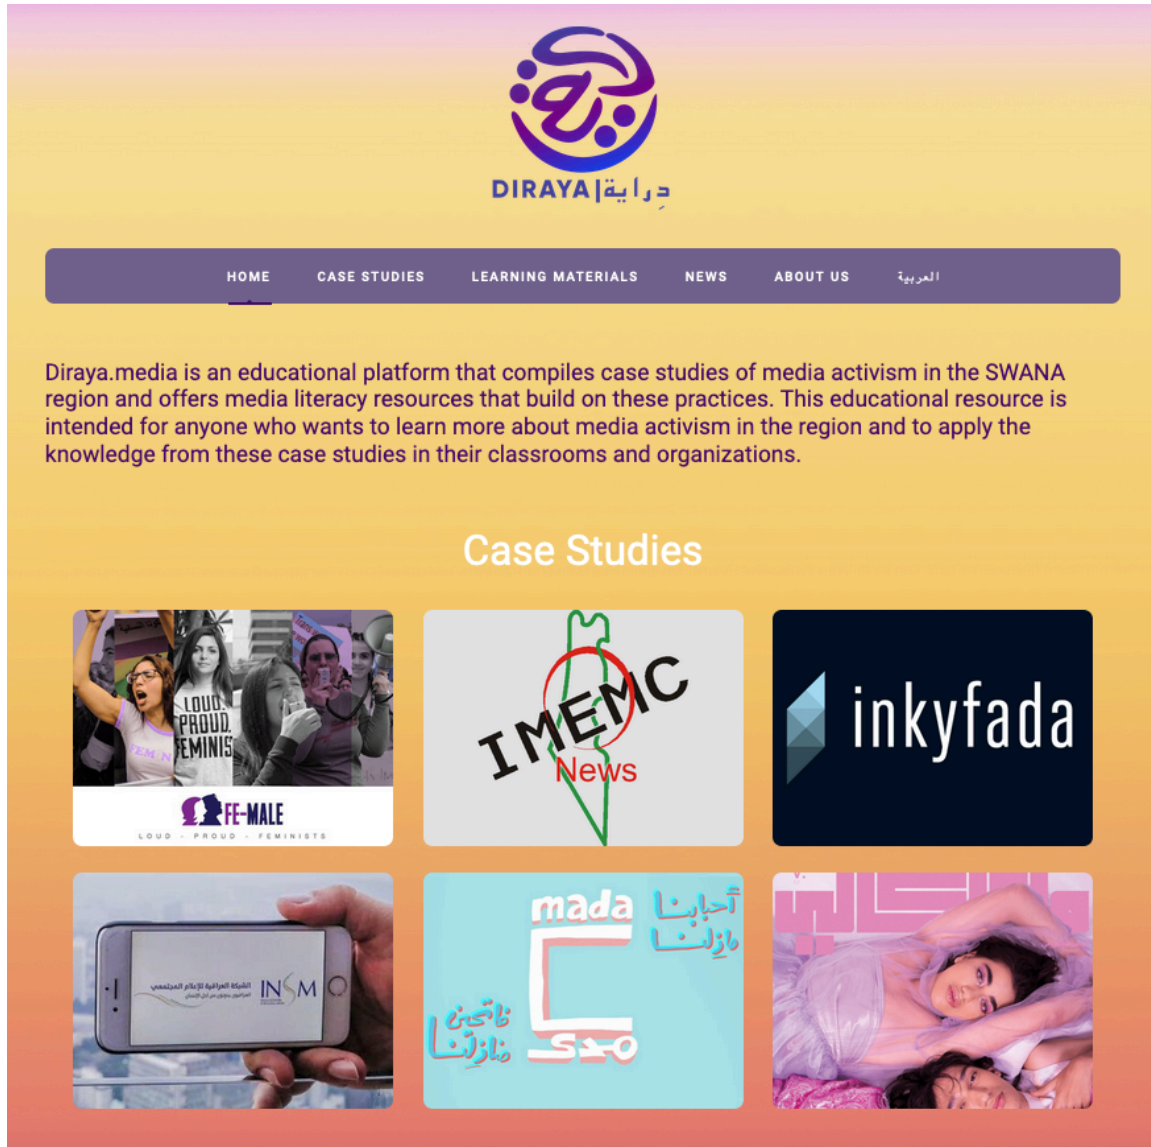 DIRAYA|دِراية
HOME CASE STUDIES LEARNING MATERIALS NEWS ABOUT US العربية
Diraya.media is an educational platform that compiles case studies of media activism in the SWANA
region and offers media literacy resources that build on these practices. This educational resource is
intended for anyone who wants to learn more about media activism in the region and to apply the
knowledge from these case studies in their classrooms and organizations.
Case Studies
LOUD.
PROUD.
FEMINIS
FE-MALE
LOUD - PROUD - FEMINISTS
IMEMC
News
inkyfada
الشبكة العراقية للإعلام المجتمعي
INSM
mada
أحبابنا
مازلنا
فاتحين
منازلنا
مدى